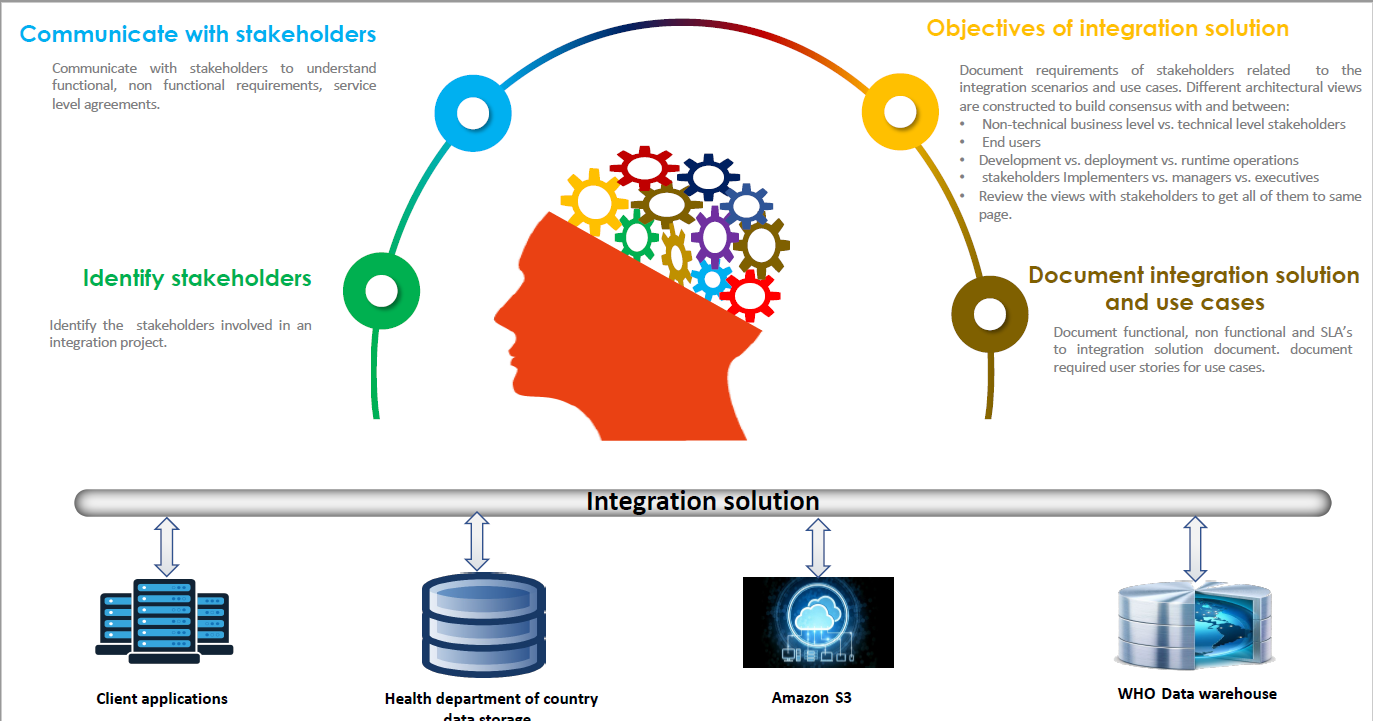 Communicate with stakeholders
Communicate with stakeholders to understand
functional, non functional requirements, service
level agreements.
Identify stakeholders
Identify the stakeholders involved in an
integration project.
Objectives of integration solution
Document requirements of stakeholders related to the
integration scenarios and use cases. Different architectural views
are constructed to build consensus with and between:
• Non-technical business level vs. technical level stakeholders
• End users
• Development vs. deployment vs. runtime operations
• stakeholders Implementers vs. managers vs. executives
• Review the views with stakeholders to get all of them to same
page.
Document integration solution
and use cases
Document functional, non functional and SLA’s
to integration solution document. document
required user stories for use cases.
Integration solution
Client applications
Health department of country
data storage
Amazon S3
WHO Data warehouse